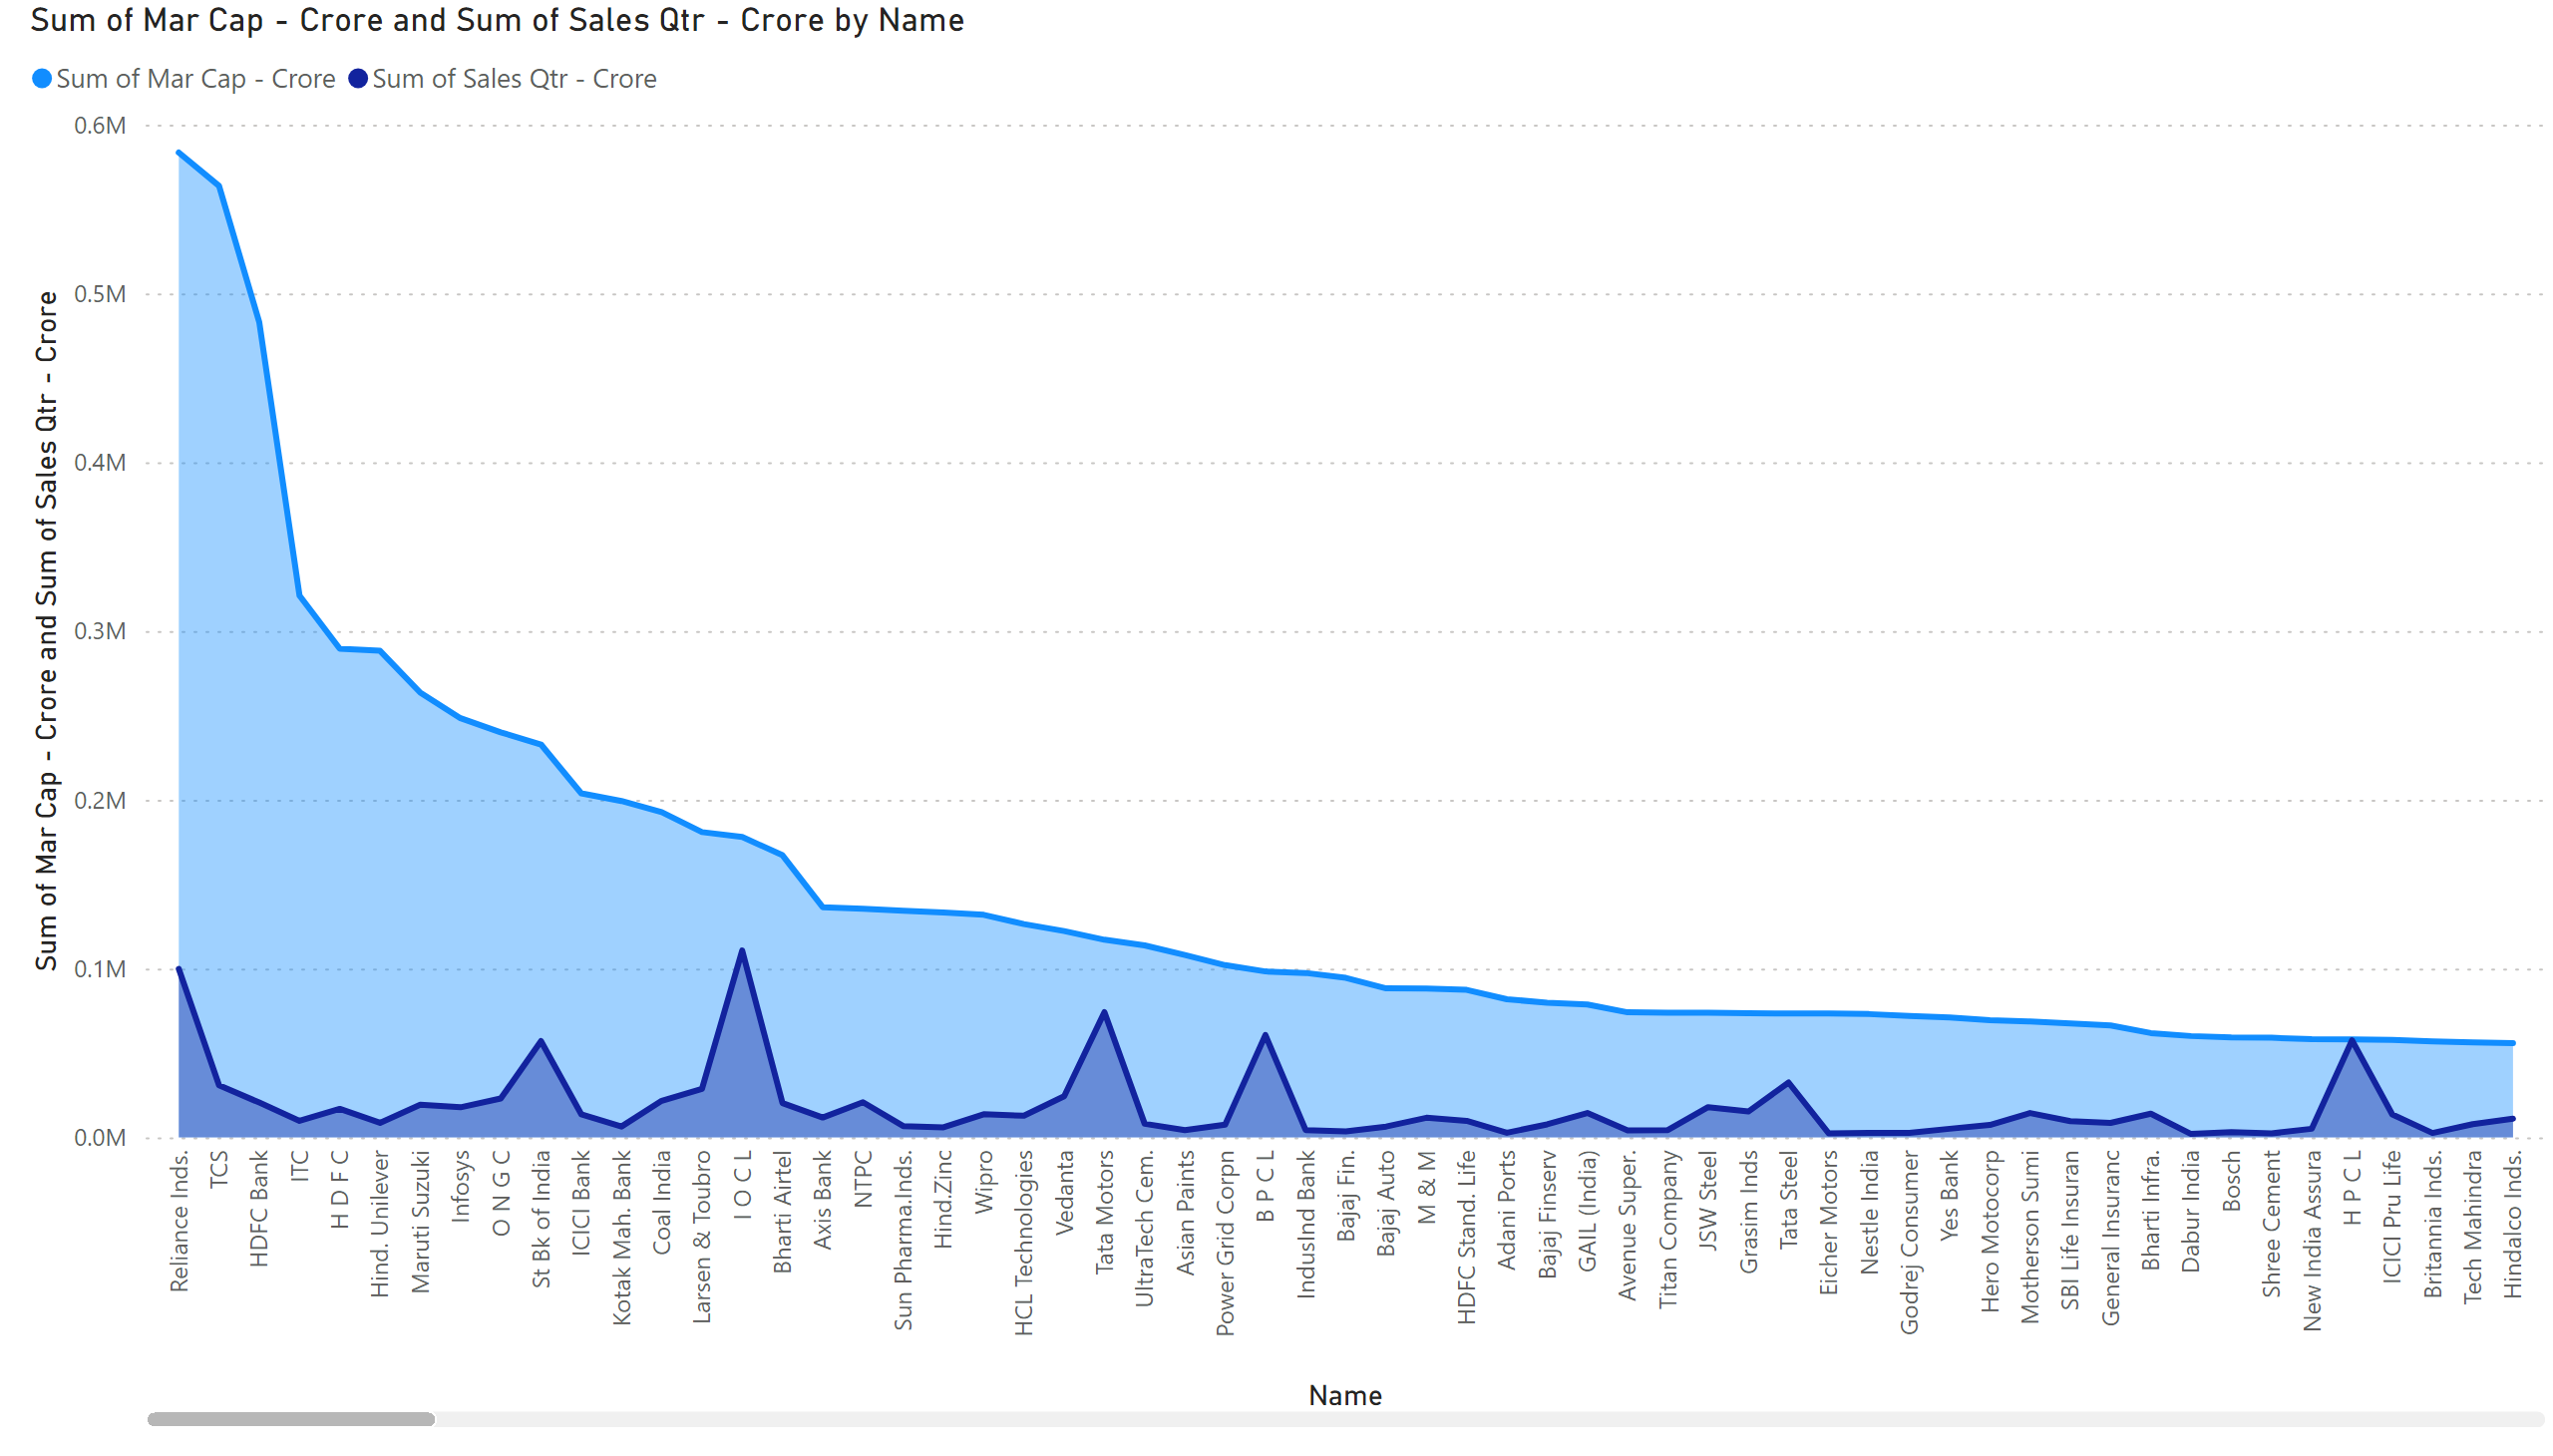 Sum of Mar Cap - Crore and Sum of Sales Qtr - Crore by Name
Sum of Mar Cap - Crore Sum of Sales Qtr - Crore
Sum of Mar Cap - Crore and Sum of Sales Qtr - Crore
0.6M
0.5M
0.4M
0.3M
0.2M
0.1M
0.0M
Reliance Inds.
TCS
HDFC Bank
ITC
H D F C
Hind. Unilever
Maruti Suzuki
Infosys
O N G C
St Bk of India
ICICI Bank
Kotak Mah. Bank
Coal India
Larsen & Toubro
I O C L
Bharti Airtel
Axis Bank
NTPC
Sun Pharma.Inds.
Hind.Zinc
Wipro
HCL Technologies
Vedanta
Tata Motors
UltraTech Cem.
Asian Paints
Power Grid Corpn
B P C L
IndusInd Bank
Bajaj Fin.
Bajaj Auto
M & M
HDFC Stand. Life
Adani Ports
Bajaj Finserv
GAIL (India)
Avenue Super.
Titan Company
JSW Steel
Grasim Inds
Tata Steel
Eicher Motors
Nestle India
Godrej Consumer
Yes Bank
Hero Motocorp
Motherson Sumi
SBI Life Insuran
General Insuranc
Bharti Infra.
Dabur India
Bosch
Shree Cement
New India Assura
H P C L
ICICI Pru Life
Britannia Inds.
Tech Mahindra
Hindalco Inds.
Name